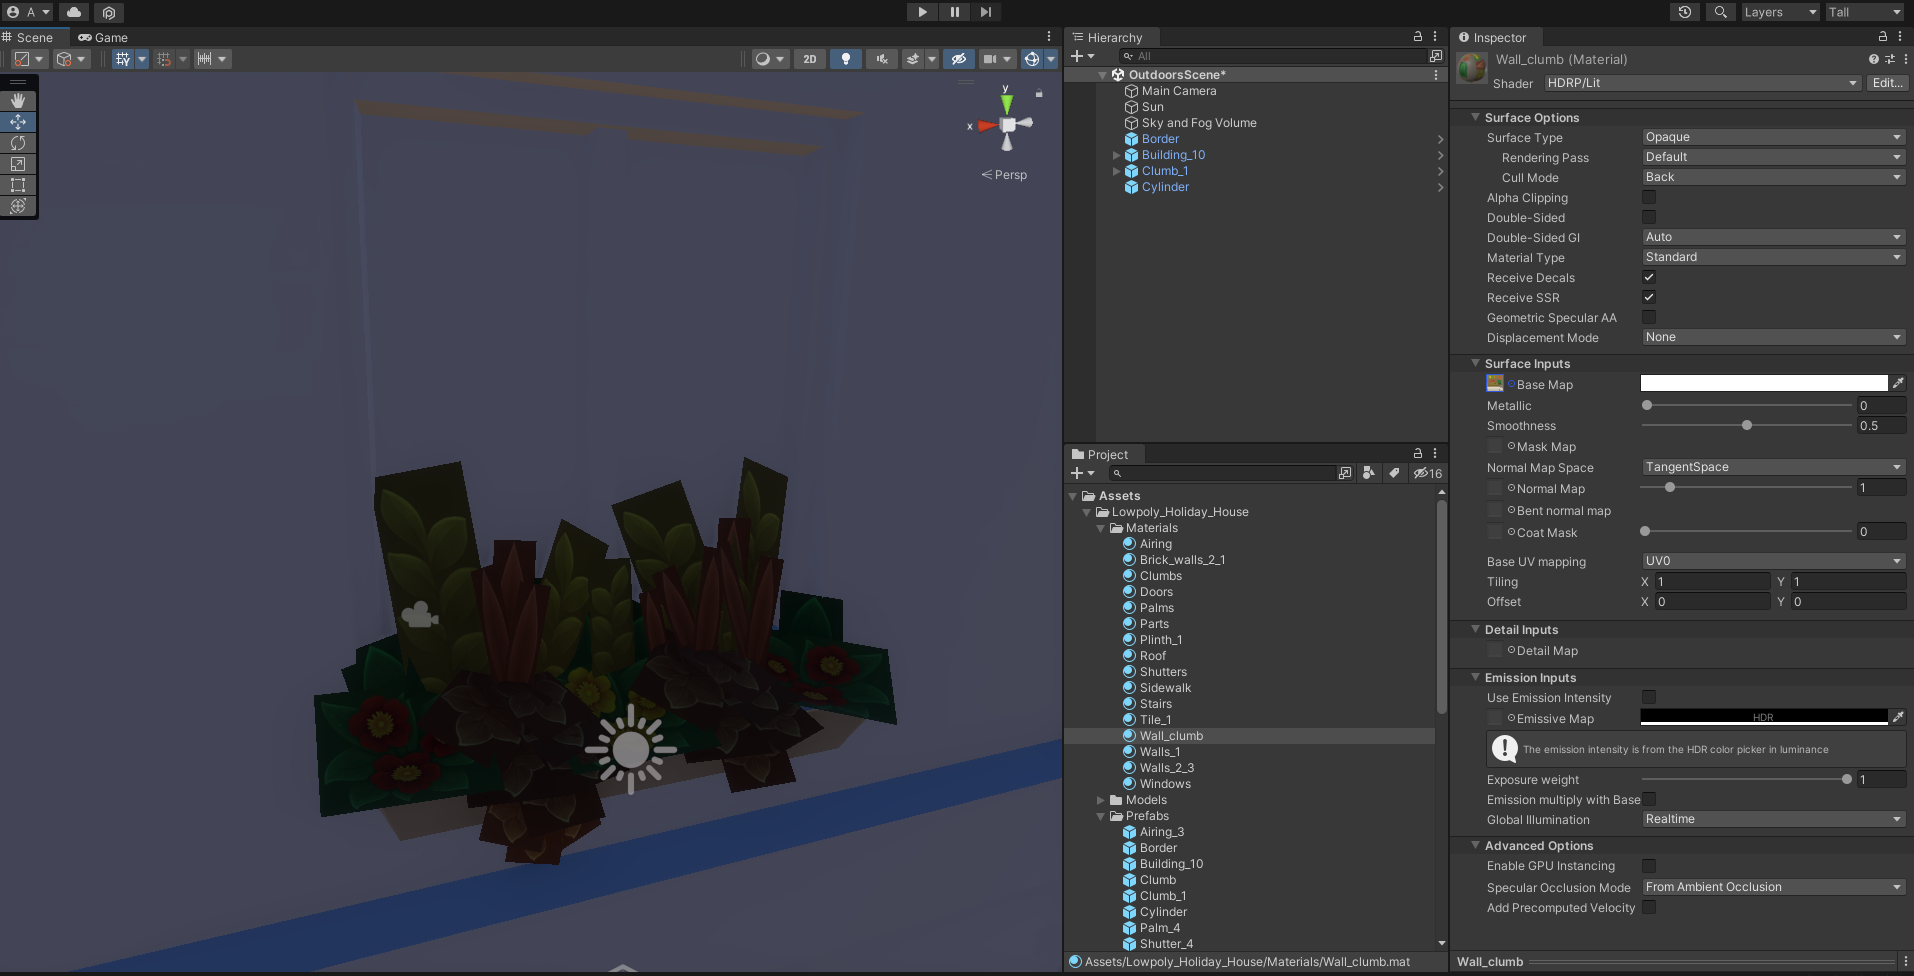 A
Layers
Tall
Scene
Game
2D
y
x
Persp
Hierarchy
All
OutdoorsScene*
Main Camera
Sun
Sky and Fog Volume
Border
Building_10
Clumb_1
Cylinder
Project
16
Assets
Lowpoly_Holiday_House
Materials
Airing
Brick_walls_2_1
Clumbs
Doors
Palms
Parts
Plinth_1
Roof
Shutters
Sidewalk
Stairs
Tile_1
Wall_clumb
Walls_1
Walls_2_3
Windows
Models
Prefabs
Airing_3
Border
Building_10
Clumb
Clumb_1
Cylinder
Palm_4
Shutter_4
Assets/Lowpoly_Holiday_House/Materials/Wall_clumb.mat
Inspector
Wall_clumb (Material)
Shader HDRP/Lit Edit...
Surface Options
Surface Type Opaque
Rendering Pass Default
Cull Mode Back
Alpha Clipping
Double-Sided
Double-Sided GI Auto
Material Type Standard
Receive Decals
Receive SSR
Geometric Specular AA
Displacement Mode None
Surface Inputs
Base Map
Metallic 0
Smoothness 0.5
Mask Map
Normal Map Space TangentSpace
Normal Map 1
Bent normal map
Coat Mask 0
Base UV mapping UV0
Tiling X 1 Y 1
Offset X 0 Y 0
Detail Inputs
Detail Map
Emission Inputs
Use Emission Intensity
Emissive Map HDR
The emission intensity is from the HDR color picker in luminance
Exposure weight 1
Emission multiply with Base
Global Illumination Realtime
Advanced Options
Enable GPU Instancing
Specular Occlusion Mode From Ambient Occlusion
Add Precomputed Velocity
Wall_clumb